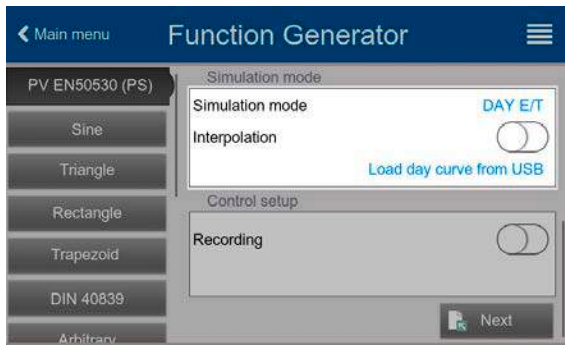 Main menu
Function Generator
PV EN50530 (PS)
Sine
Triangle
Rectangle
Trapezoid
DIN 40839
Arbitrary
Simulation mode
Simulation mode DAY E/T
Interpolation
Load day curve from USB
Control setup
Recording
Next